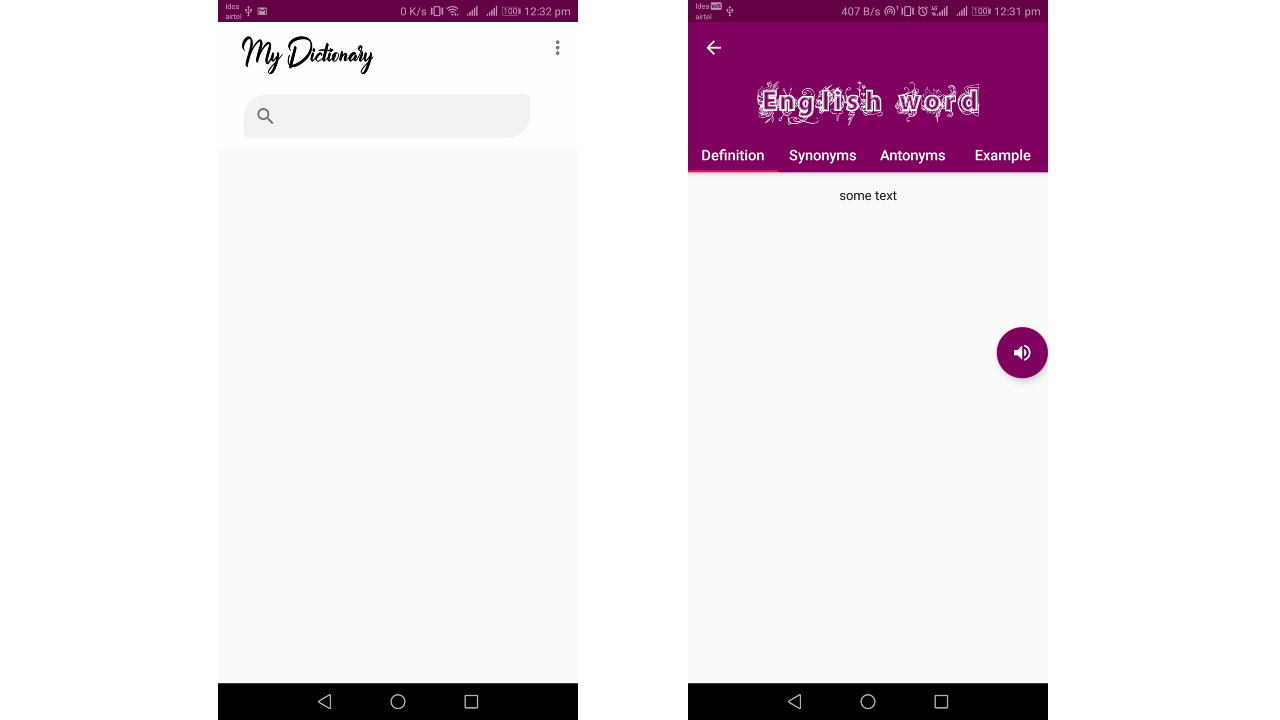 Idea
airtel
0 K/s
100
12:32 pm
My Dictionary
Idea
airtel
407 B/s
100
12:31 pm
English word
Definition
Synonyms
Antonyms
Example
some text